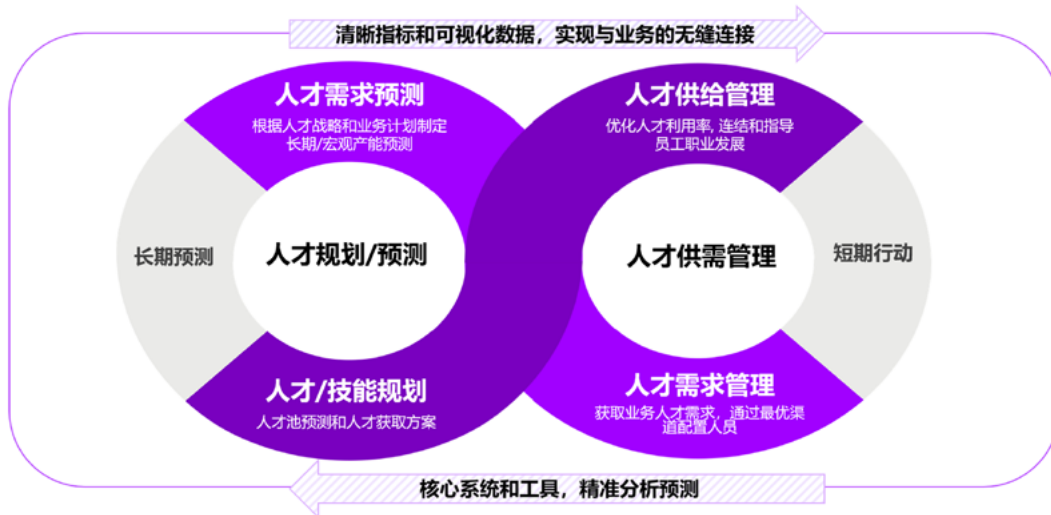 清晰指标和可视化数据，实现与业务的无缝连接
人才需求预测
根据人才战略和业务计划制定
长期/宏观产能预测
人才供给管理
优化人才利用率, 连结和指导
员工职业发展
长期预测
人才规划/预测
人才供需管理
短期行动
人才/技能规划
人才池预测和人才获取方案
人才需求管理
获取业务人才需求，通过最优渠
道配置人员
核心系统和工具，精准分析预测